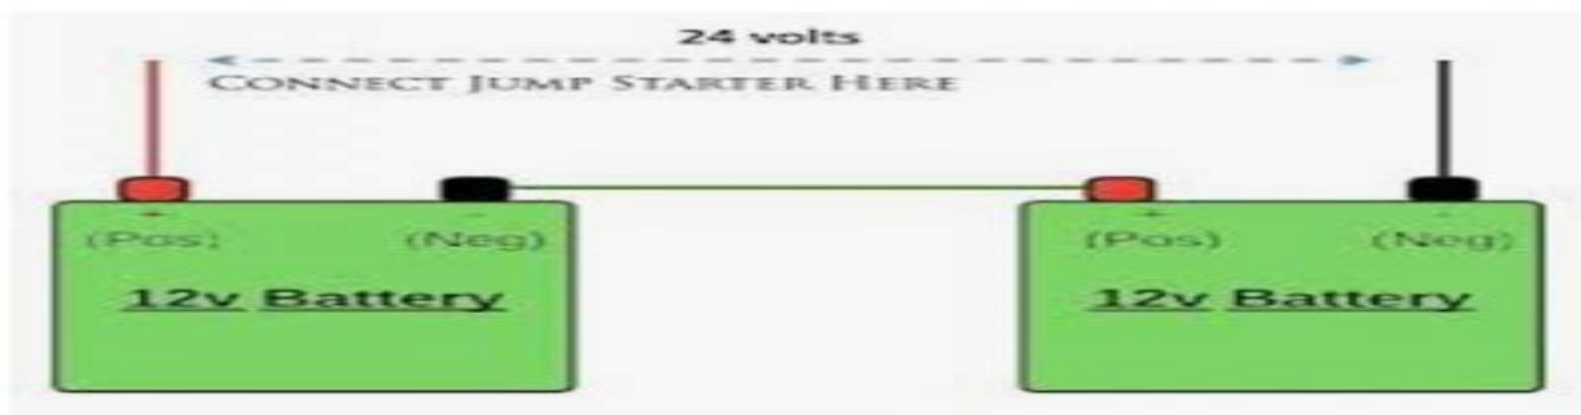 24 volts
CONNECT JUMP STARTER HERE
+ - + -
(Pos) (Neg) (Pos) (Neg)
12v Battery 12v Battery